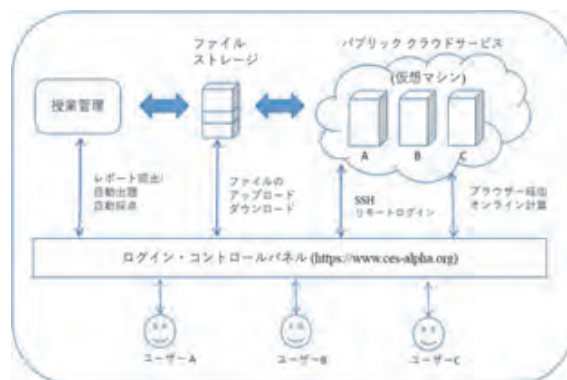 ファイル
ストレージ
パブリック クラウドサービス
(仮想マシン)
授業管理
A
B
C
レポート提出/
自動出題
自動採点
ファイルの
アップロード
ダウンロード
SSH
リモートログイン
ブラウザー経由
オンライン計算
ログイン・コントロールパネル (https://www.ces-alpha.org)
ユーザーA
ユーザーB
ユーザーC